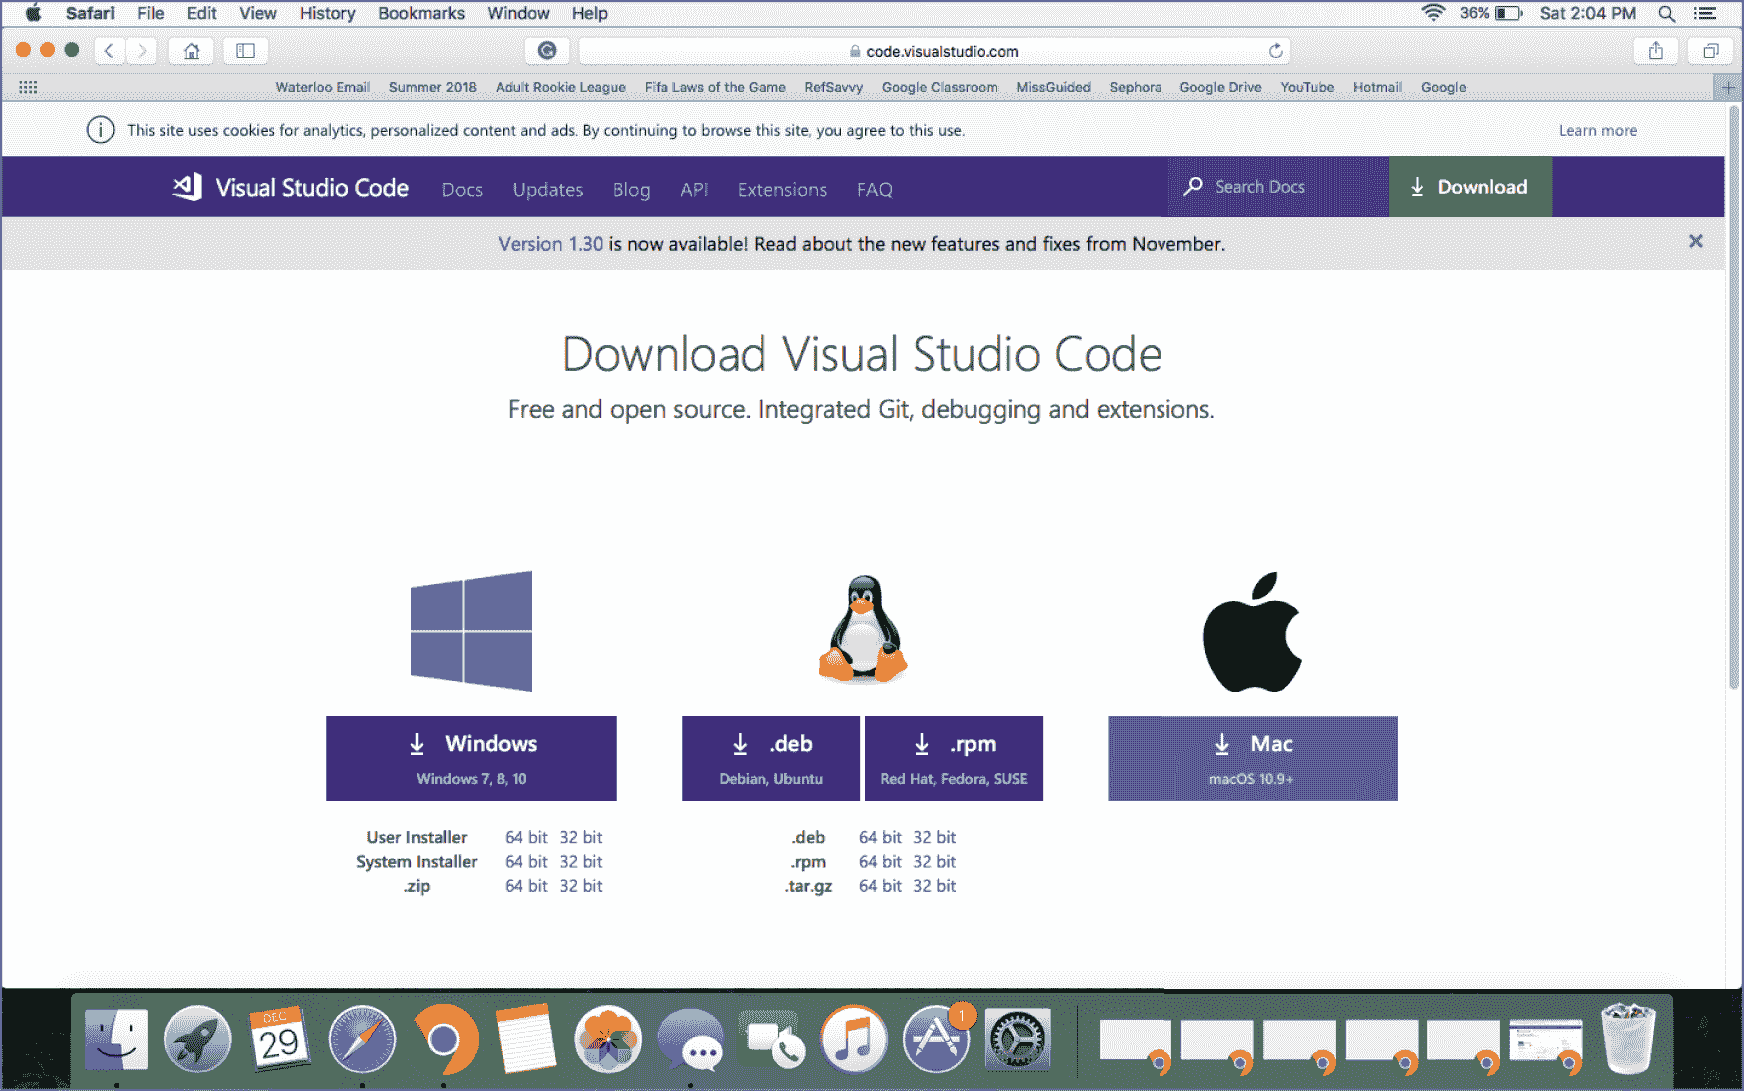 Safari File Edit View History Bookmarks Window Help 36% Sat 2:04 PM
code.visualstudio.com
Waterloo Email Summer 2018 Adult Rookie League Fifa Laws of the Game RefSavvy Google Classroom MissGuided Sephora Google Drive YouTube Hotmail Google
This site uses cookies for analytics, personalized content and ads. By continuing to browse this site, you agree to this use. Learn more
Visual Studio Code Docs Updates Blog API Extensions FAQ Search Docs Download
Version 1.30 is now available! Read about the new features and fixes from November.
Download Visual Studio Code
Free and open source. Integrated Git, debugging and extensions.
Windows .deb .rpm Mac
Windows 7, 8, 10 Debian, Ubuntu Red Hat, Fedora, SUSE macOS 10.9+
User Installer 64 bit 32 bit .deb 64 bit 32 bit
System Installer 64 bit 32 bit .rpm 64 bit 32 bit
.zip 64 bit 32 bit .tar.gz 64 bit 32 bit
DEC 1
29